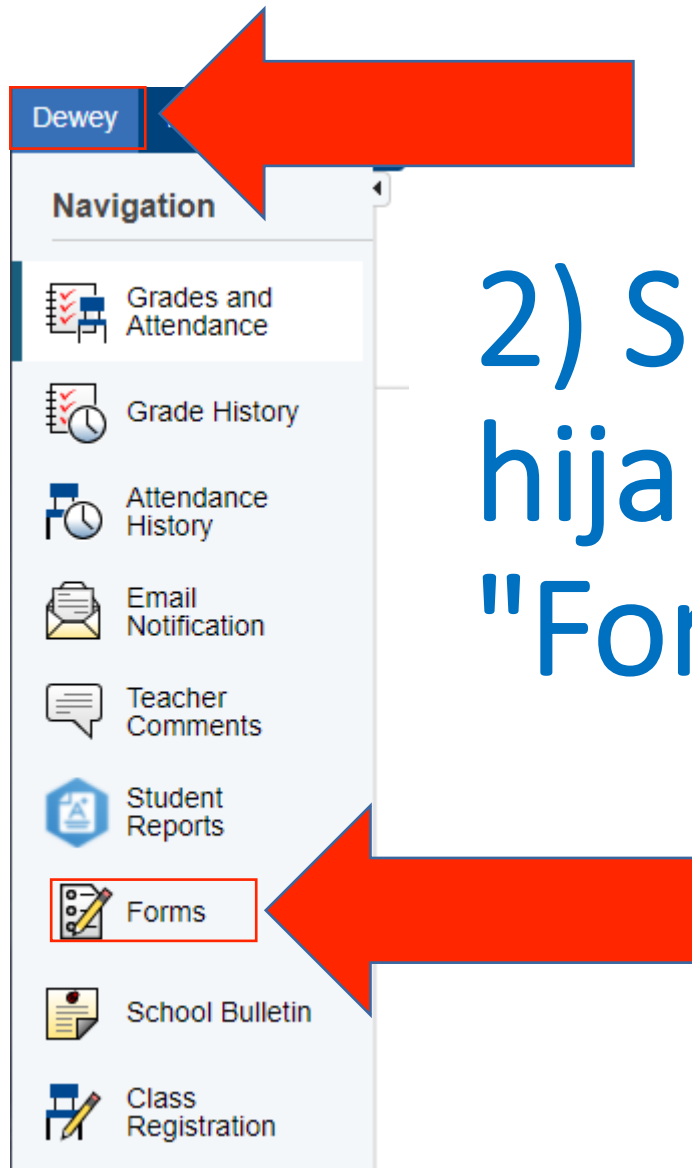 Dewey
Navigation
Grades and
Attendance
Grade History
Attendance
History
Email
Notification
Teacher
Comments
Student
Reports
Forms
School Bulletin
Class
Registration
2) S
hija
"For